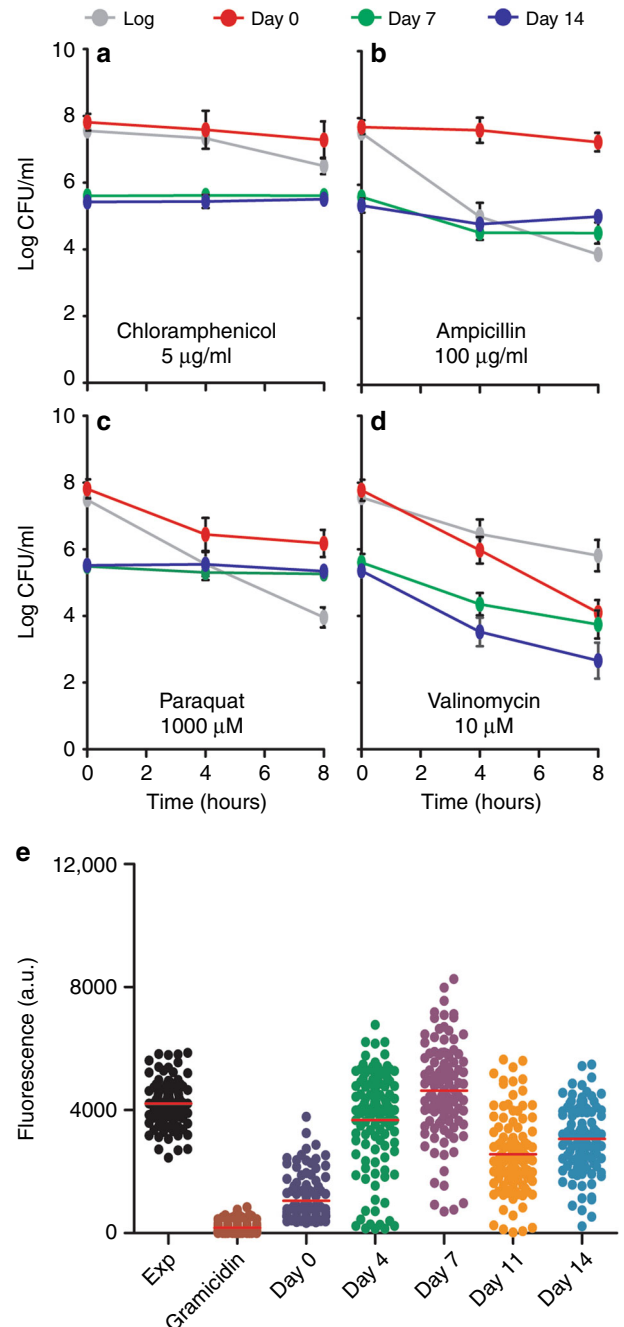 Log Day 0 Day 7 Day 14
a b
10
8
6
4
2
0
Log CFU/ml
Chloramphenicol
5 μg/ml
Ampicillin
100 μg/ml
c d
10
8
6
4
2
0
Log CFU/ml
Paraquat
1000 μM
Valinomycin
10 μM
0 2 4 6 8 0 2 4 6 8
Time (hours) Time (hours)
e
12,000
8000
4000
0
Fluorescence (a.u.)
Exp Gramicidin Day 0 Day 4 Day 7 Day 11 Day 14